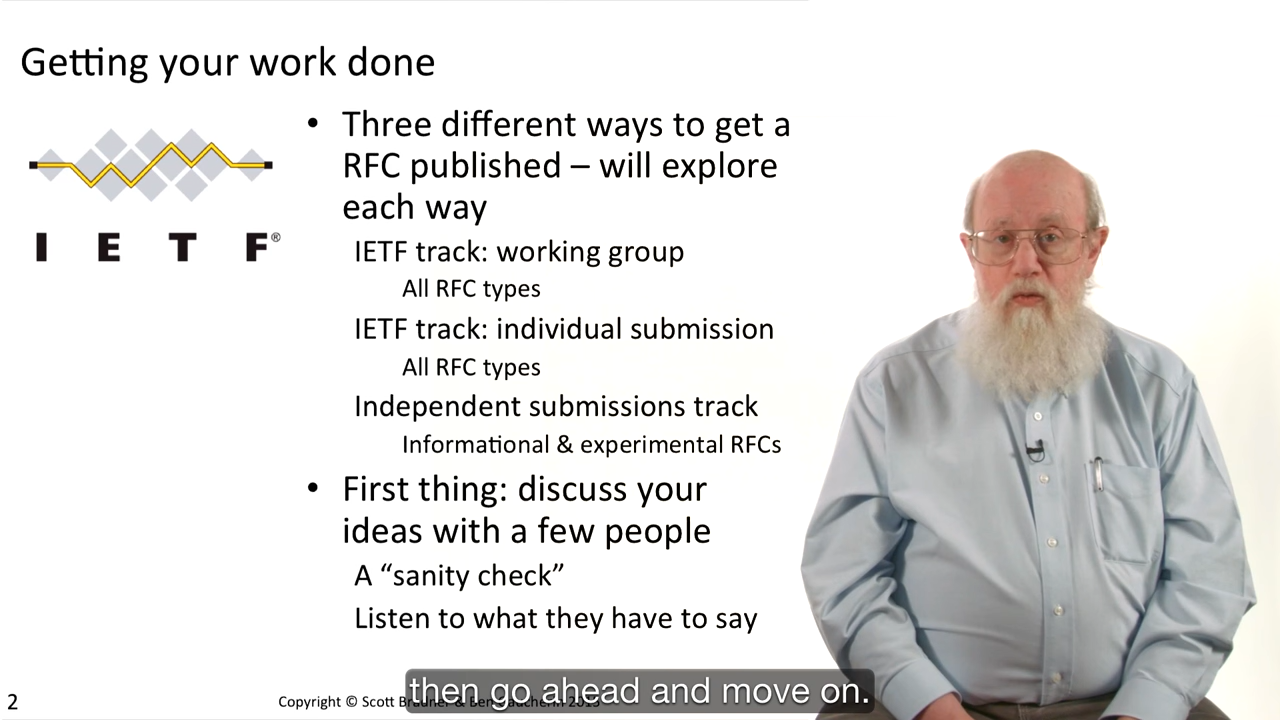 Getting your work done
I E T F®
• Three different ways to get a
RFC published – will explore
each way
IETF track: working group
All RFC types
IETF track: individual submission
All RFC types
Independent submissions track
Informational & experimental RFCs
• First thing: discuss your
ideas with a few people
A “sanity check”
Listen to what they have to say
2
Copyright © Scott
then go ahead and move on.